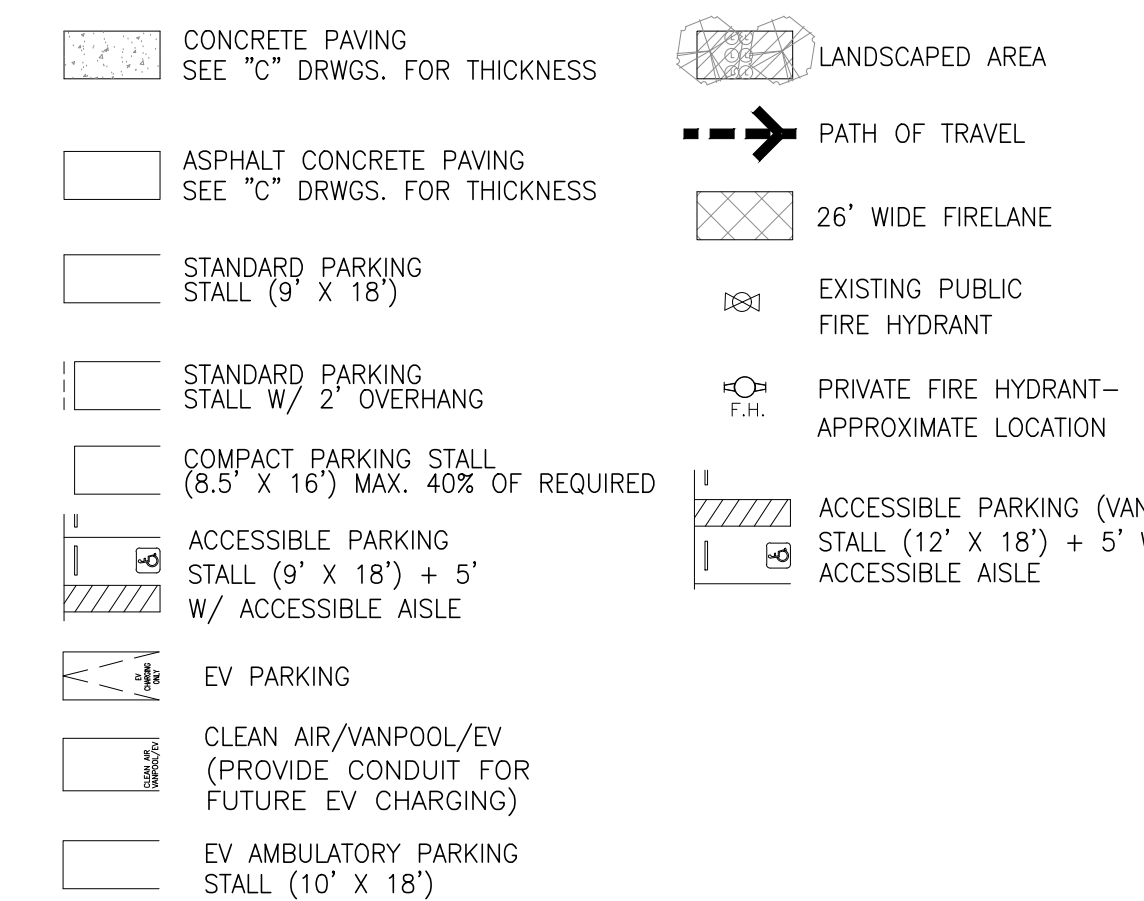 CONCRETE PAVING
SEE "C" DRWGS. FOR THICKNESS
ASPHALT CONCRETE PAVING
SEE "C" DRWGS. FOR THICKNESS
STANDARD PARKING
STALL (9' X 18')
STANDARD PARKING
STALL W/ 2' OVERHANG
COMPACT PARKING STALL
(8.5' X 16') MAX. 40% OF REQUIRED
ACCESSIBLE PARKING
STALL (9' X 18') + 5'
W/ ACCESSIBLE AISLE
EV
CHARGING
ONLY
EV PARKING
CLEAN AIR
VANPOOL/EV
CLEAN AIR/VANPOOL/EV
(PROVIDE CONDUIT FOR
FUTURE EV CHARGING)
EV AMBULATORY PARKING
STALL (10' X 18')
LANDSCAPED AREA
PATH OF TRAVEL
26' WIDE FIRELANE
EXISTING PUBLIC
FIRE HYDRANT
F.H.
PRIVATE FIRE HYDRANT-
APPROXIMATE LOCATION
ACCESSIBLE PARKING
STALL (12' X 18') + 5'
ACCESSIBLE AISLE